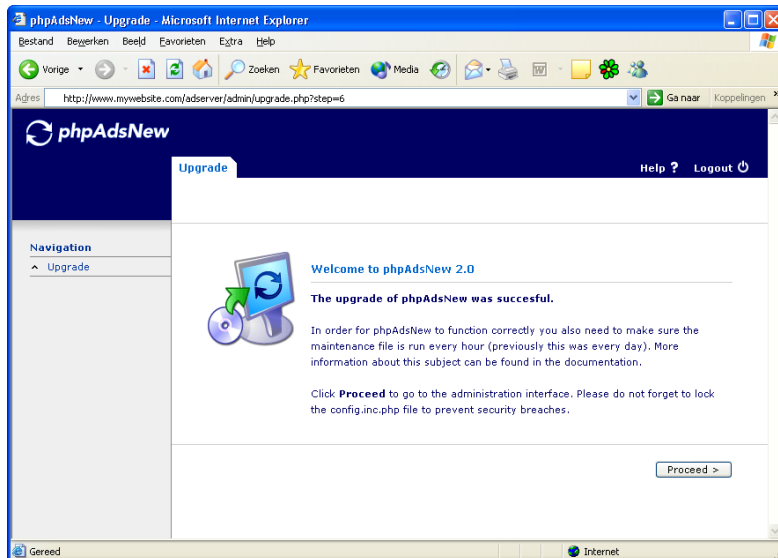 phpAdsNew - Upgrade - Microsoft Internet Explorer
Bestand Bewerken Beeld Favorieten Extra Help
Vorige Zoeken Favorieten Media
Adres http://www.mywebsite.com/adserver/admin/upgrade.php?step=6 Ga naar Koppelingen »
phpAdsNew
Upgrade Help ? Logout
Navigation
Upgrade
Welcome to phpAdsNew 2.0
The upgrade of phpAdsNew was succesful.
In order for phpAdsNew to function correctly you also need to make sure the
maintenance file is run every hour (previously this was every day). More
information about this subject can be found in the documentation.
Click Proceed to go to the administration interface. Please do not forget to lock
the config.inc.php file to prevent security breaches.
Proceed >
Gereed Internet